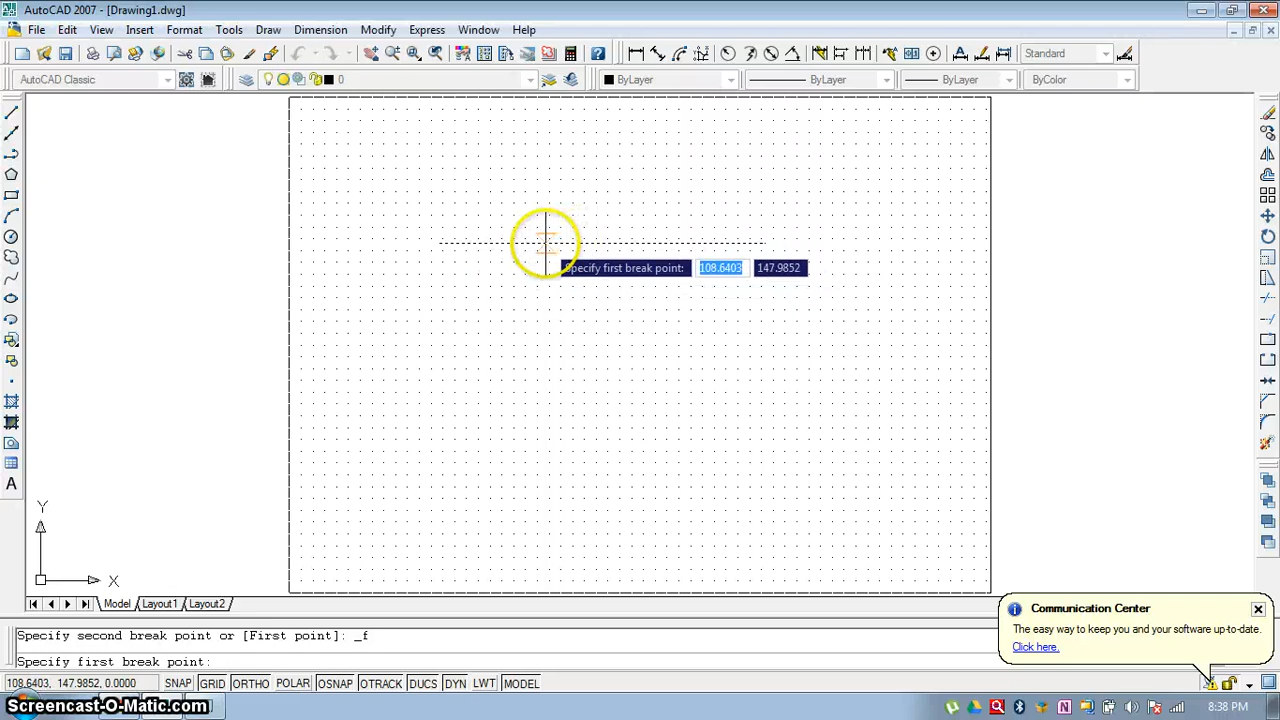 AutoCAD 2007 - [Drawing1.dwg]
File Edit View Insert Format Tools Draw Dimension Modify Express Window Help
Standard
AutoCAD Classic
0
ByLayer
ByLayer
ByLayer
ByColor
Specify first break point: 108.6403 147.9852
Y
X
A
Model Layout1 Layout2
Communication Center
The easy way to keep you and your software up-to-date.
Click here.
Specify second break point or [First point]: _f
Specify first break point:
108.6403, 147.9852, 0.0000 SNAP GRID ORTHO POLAR OSNAP OTRACK DUCS DYN LWT MODEL
Screencast-O-Matic.com
8:38 PM